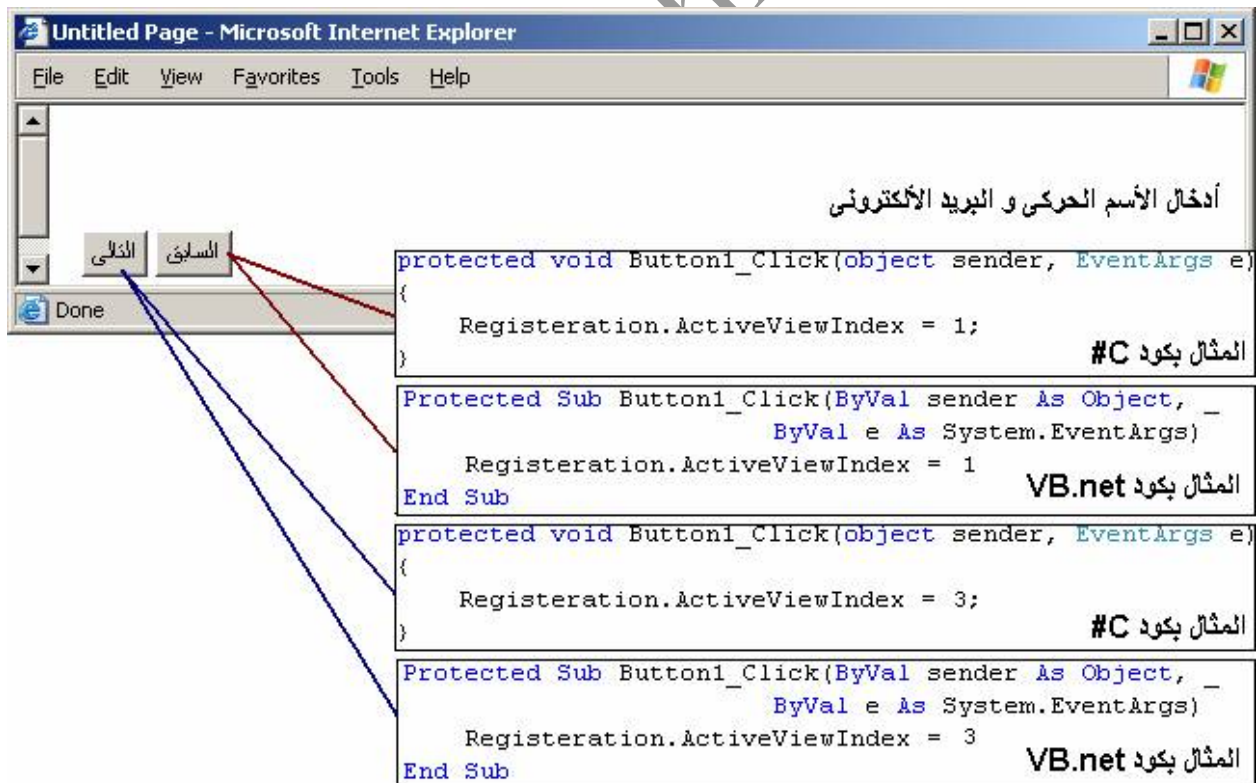 Untitled Page - Microsoft Internet Explorer
File Edit View Favorites Tools Help
أدخال الأسم الحركى و البريد الألكترونى
السابق
التالى
Done
protected void Button1_Click(object sender, EventArgs e)
{
Registeration.ActiveViewIndex = 1;
}
المثال بكود C#
Protected Sub Button1_Click(ByVal sender As Object, _
ByVal e As System.EventArgs)
Registeration.ActiveViewIndex = 1
End Sub
المثال بكود VB.net
protected void Button1_Click(object sender, EventArgs e)
{
Registeration.ActiveViewIndex = 3;
}
المثال بكود C#
Protected Sub Button1_Click(ByVal sender As Object, _
ByVal e As System.EventArgs)
Registeration.ActiveViewIndex = 3
End Sub
المثال بكود VB.net